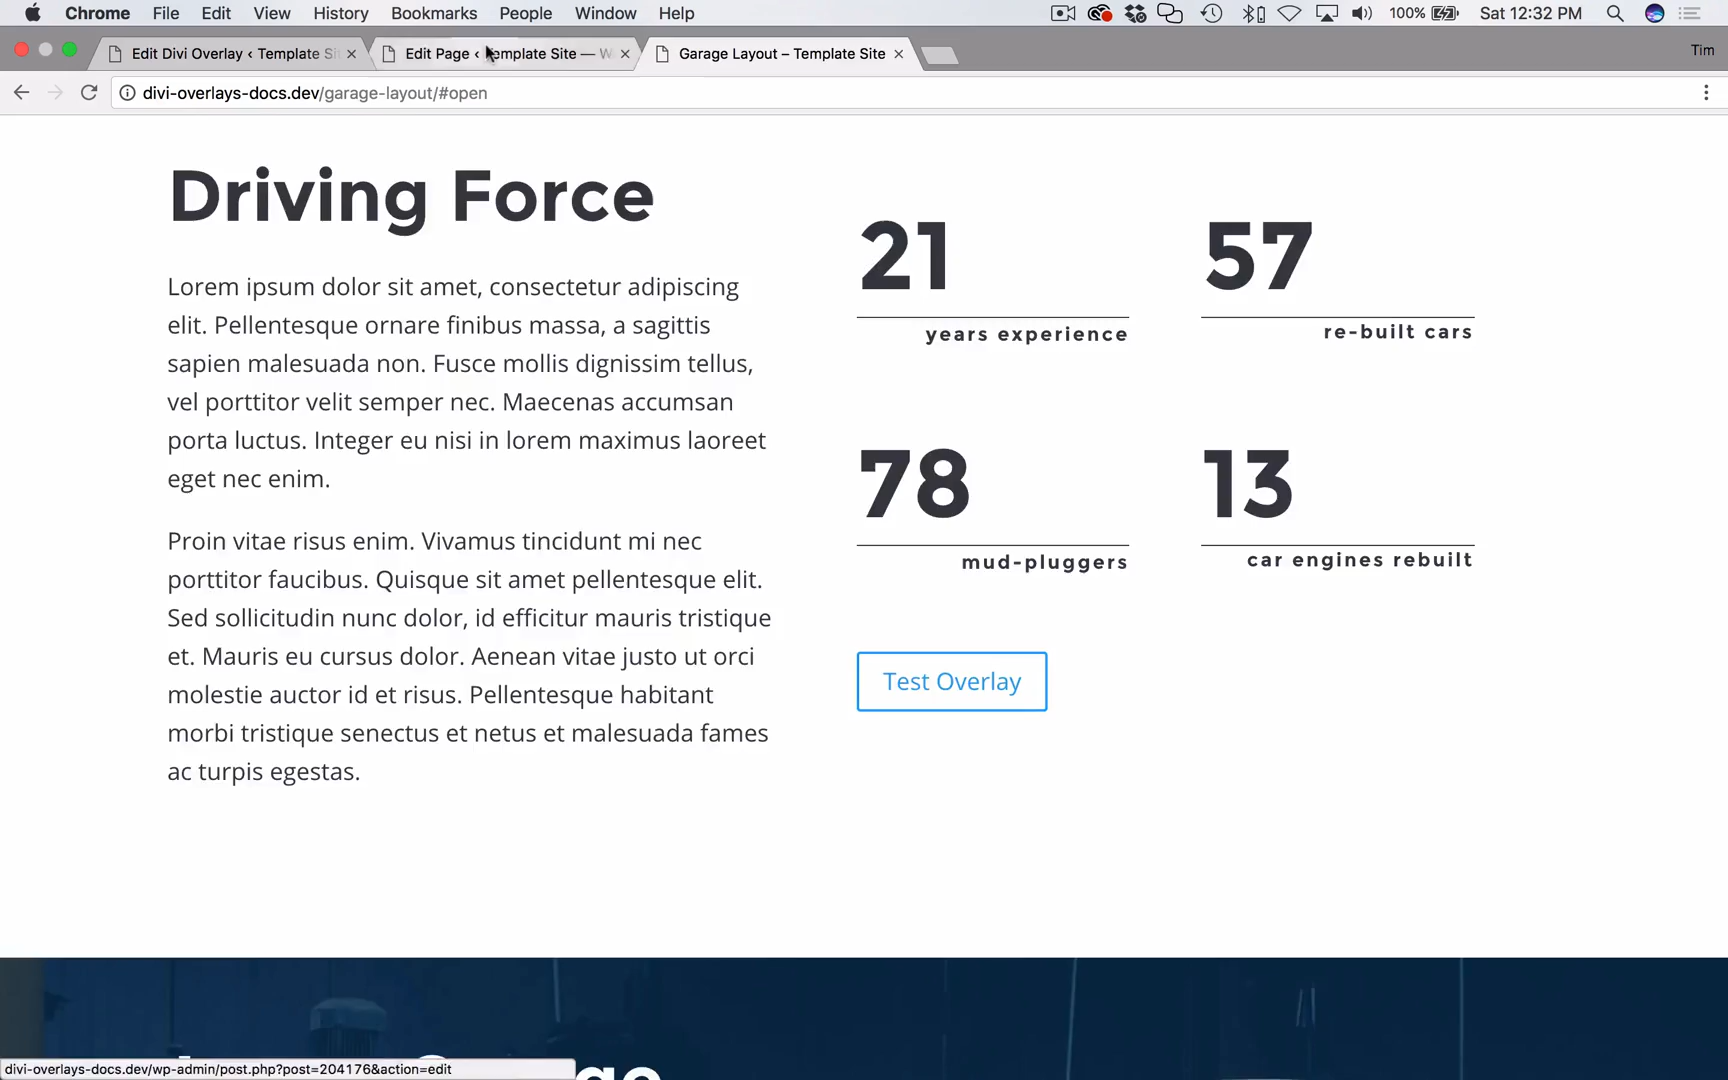 Chrome File Edit View History Bookmarks People Window Help 100% Sat 12:32 PM
Edit Divi Overlay ‹ Template Si Edit Page ‹ Template Site — W Garage Layout – Template Site Tim
divi-overlays-docs.dev/garage-layout/#open
Driving Force
Lorem ipsum dolor sit amet, consectetur adipiscing
elit. Pellentesque ornare finibus massa, a sagittis
sapien malesuada non. Fusce mollis dignissim tellus,
vel porttitor velit semper nec. Maecenas accumsan
porta luctus. Integer eu nisi in lorem maximus laoreet
eget nec enim.
Proin vitae risus enim. Vivamus tincidunt mi nec
porttitor faucibus. Quisque sit amet pellentesque elit.
Sed sollicitudin nunc dolor, id efficitur mauris tristique
et. Mauris eu cursus dolor. Aenean vitae justo ut orci
molestie auctor id et risus. Pellentesque habitant
morbi tristique senectus et netus et malesuada fames
ac turpis egestas.
21
years experience
57
re-built cars
78
mud-pluggers
13
car engines rebuilt
Test Overlay
divi-overlays-docs.dev/wp-admin/post.php?post=204176&action=edit